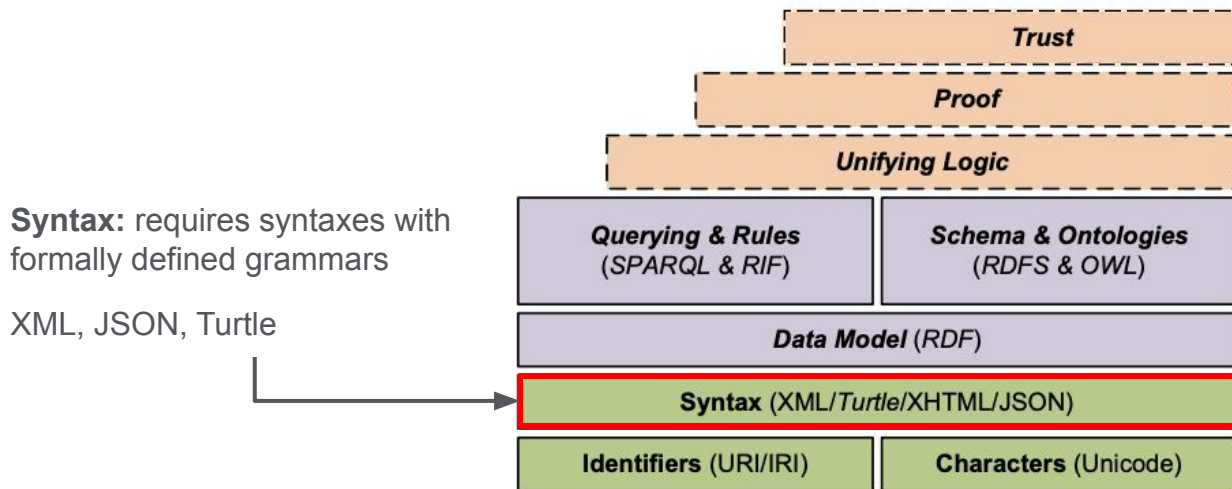 Trust
Proof
Unifying Logic
Syntax: requires syntaxes with
formally defined grammars
XML, JSON, Turtle
Querying & Rules
(SPARQL & RIF)
Schema & Ontologies
(RDFS & OWL)
Data Model (RDF)
Syntax (XML/Turtle/XHTML/JSON)
Identifiers (URI/IRI)
Characters (Unicode)